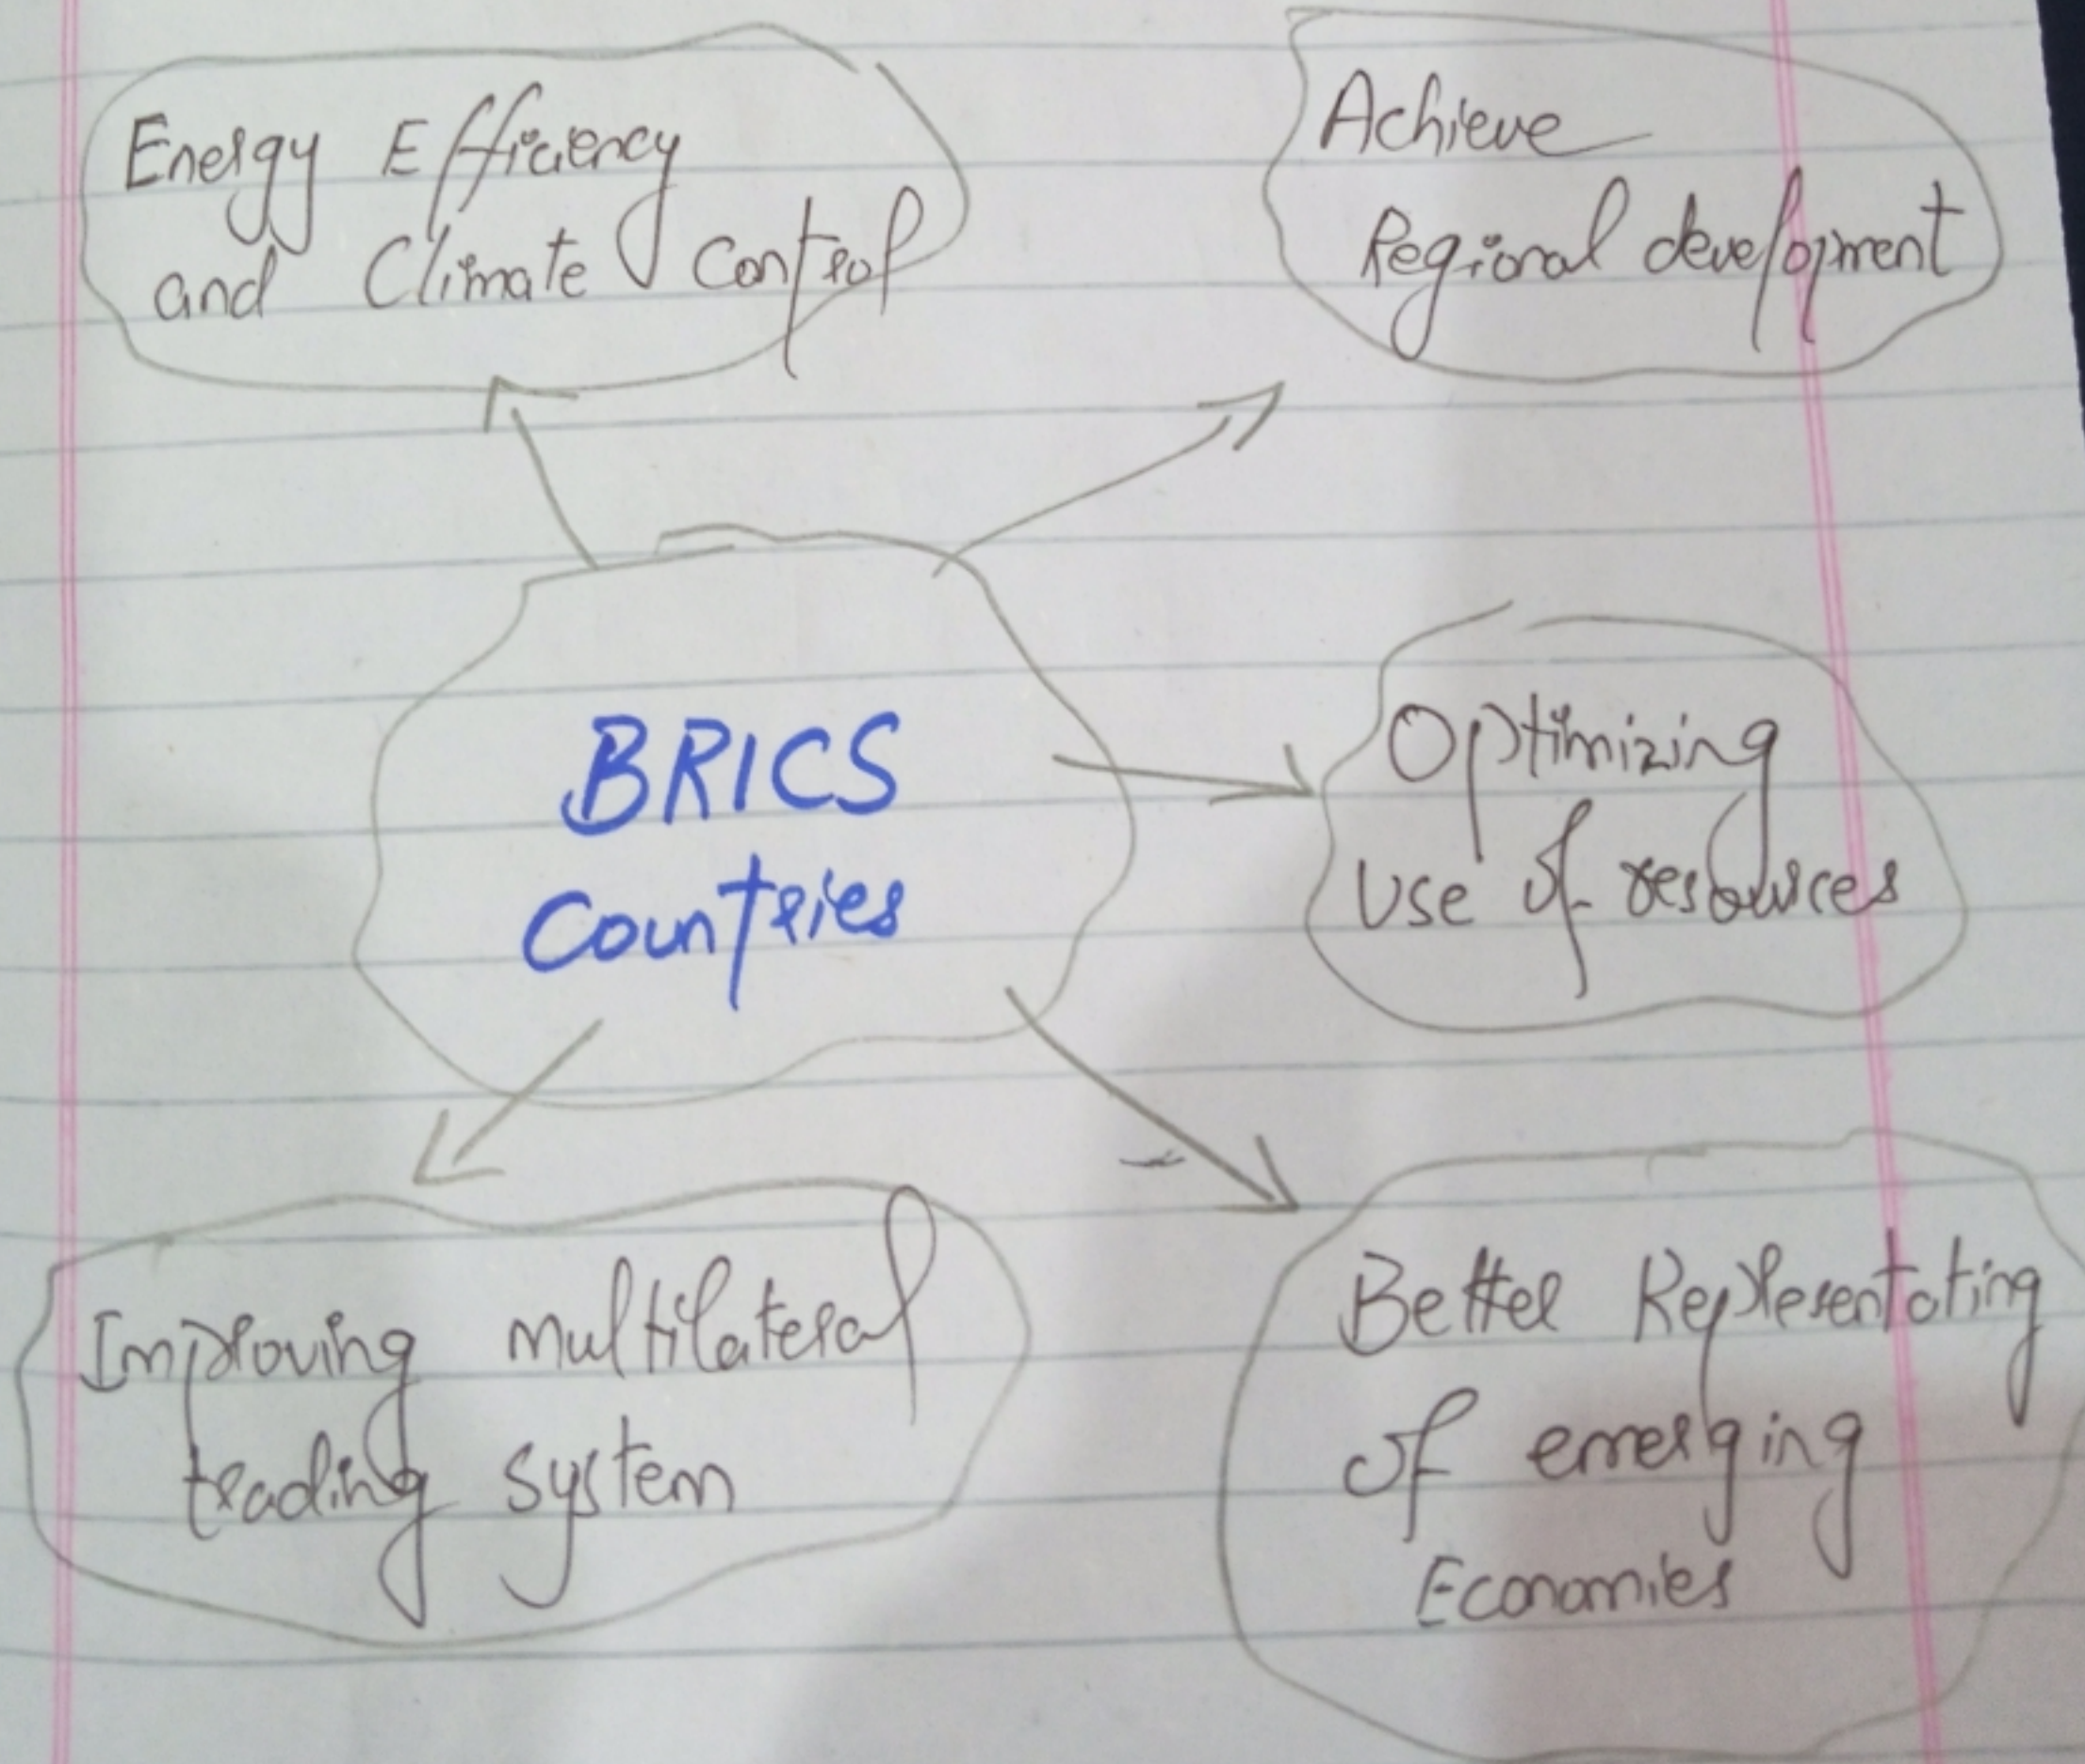 Energy Efficiency
and Climate Control
Achieve
Regional development
BRICS
Countries
Optimizing
Use of resources
Improving multilateral
trading system
Better Representating
of emerging
Economies